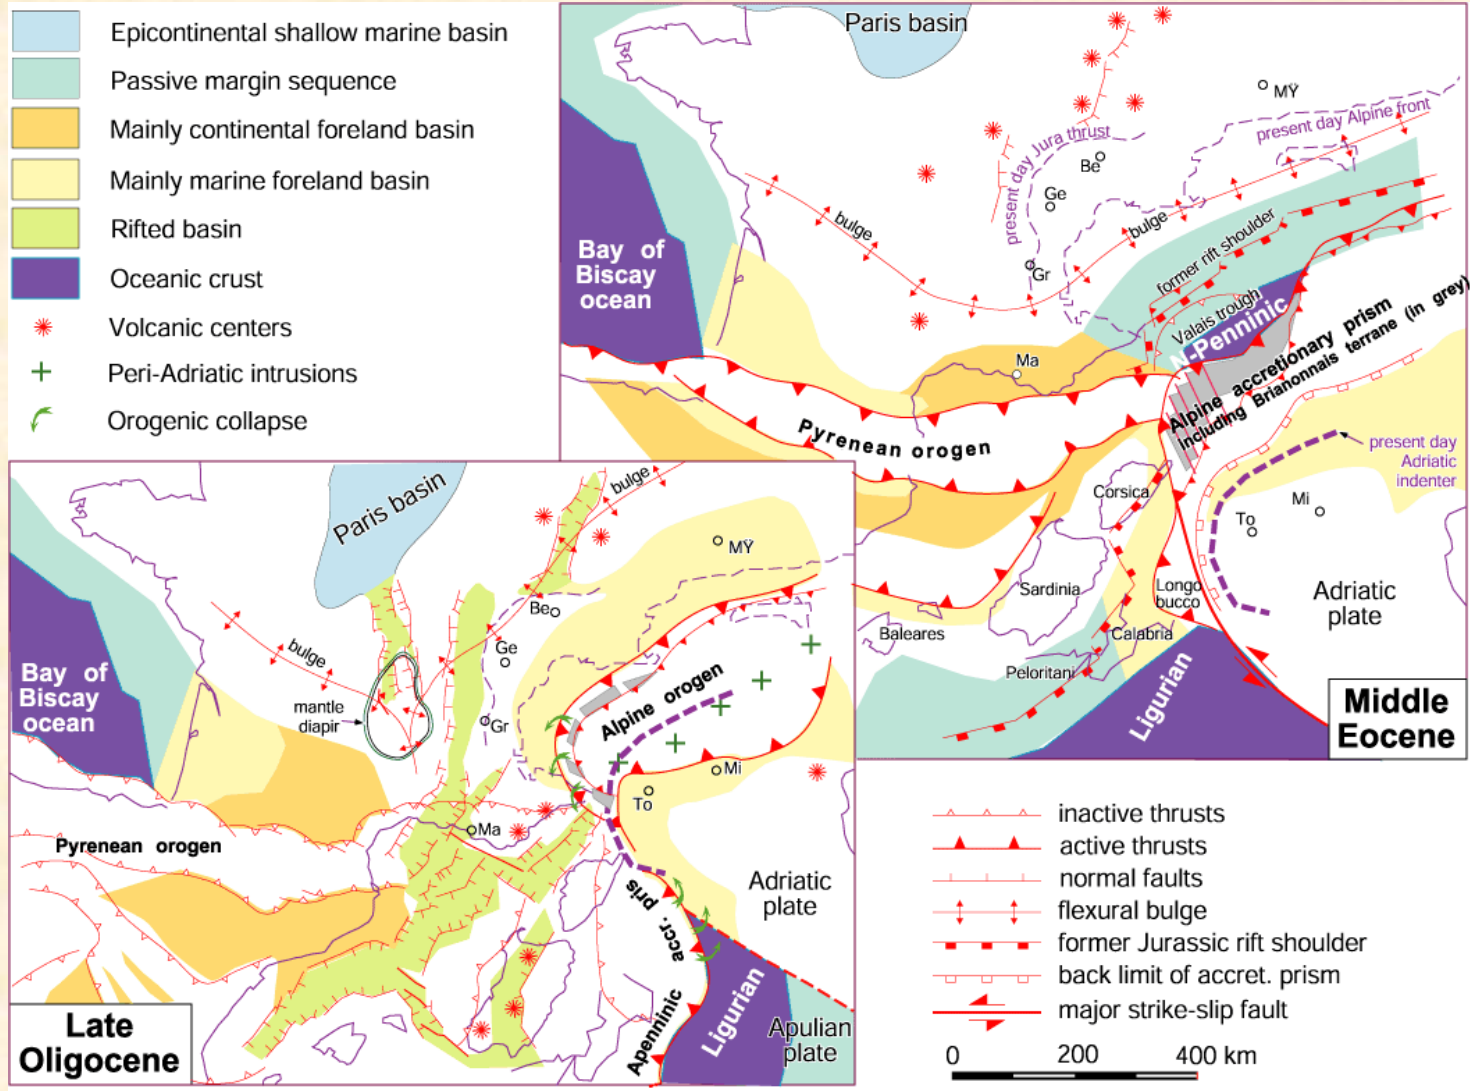 Epicontinental shallow marine basin
Passive margin sequence
Mainly continental foreland basin
Mainly marine foreland basin
Rifted basin
Oceanic crust
Volcanic centers
Peri-Adriatic intrusions
Orogenic collapse
Paris basin
MŸ
present day Alpine front
present day Jura thrust
Be
Ge
Gr
bulge
bulge
Bay of
Biscay
ocean
former rift shoulder
Valais trough
N-Penninic
Alpine accretionary prism
including Brianonnais terrane (in grey)
Ma
Pyrenean orogen
present day
Adriatic
indenter
Mi
To
Corsica
Sardinia
Longo
bucco
Baleares
Calabria
Peloritani
Adriatic
plate
Ligurian
Middle
Eocene
Paris basin
bulge
MŸ
Be
Ge
Gr
bulge
mantle
diapir
Bay of
Biscay
ocean
Alpine orogen
Mi
To
Ma
Pyrenean orogen
Adriatic
plate
accr. pris
Apenninic
Ligurian
Apulian
plate
Late
Oligocene
inactive thrusts
active thrusts
normal faults
flexural bulge
former Jurassic rift shoulder
back limit of accret. prism
major strike-slip fault
0 200 400 km